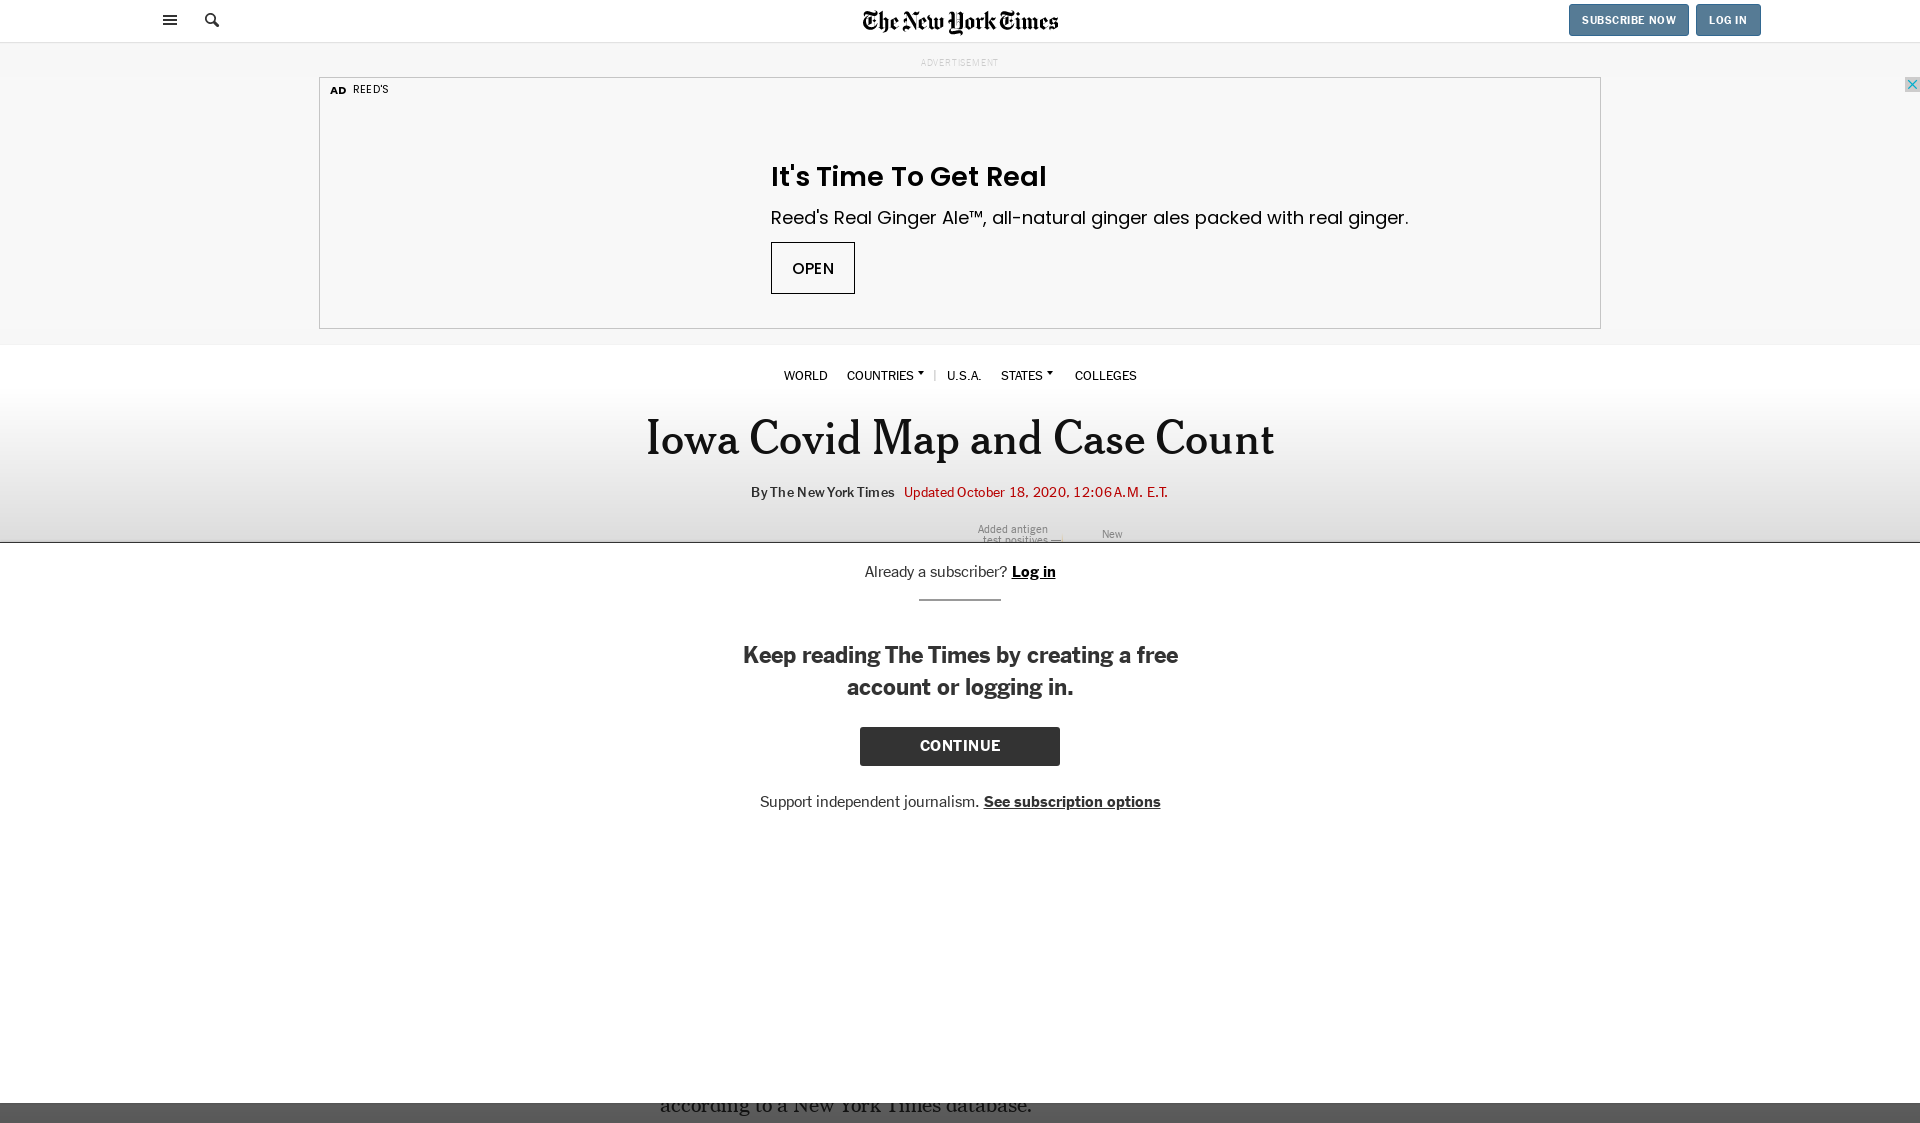 The New York Times
SUBSCRIBE NOW
LOG IN
ADVERTISEMENT
AD REED'S
It's Time To Get Real
Reed's Real Ginger Ale™, all-natural ginger ales packed with real ginger.
OPEN
WORLD COUNTRIES | U.S.A. STATES COLLEGES
Iowa Covid Map and Case Count
By The New York Times Updated October 18, 2020, 12:06 A.M. E.T.
Added antigen
test positives —
New
Already a subscriber? Log in
Keep reading The Times by creating a free
account or logging in.
CONTINUE
Support independent journalism. See subscription options
according to a New York Times database.